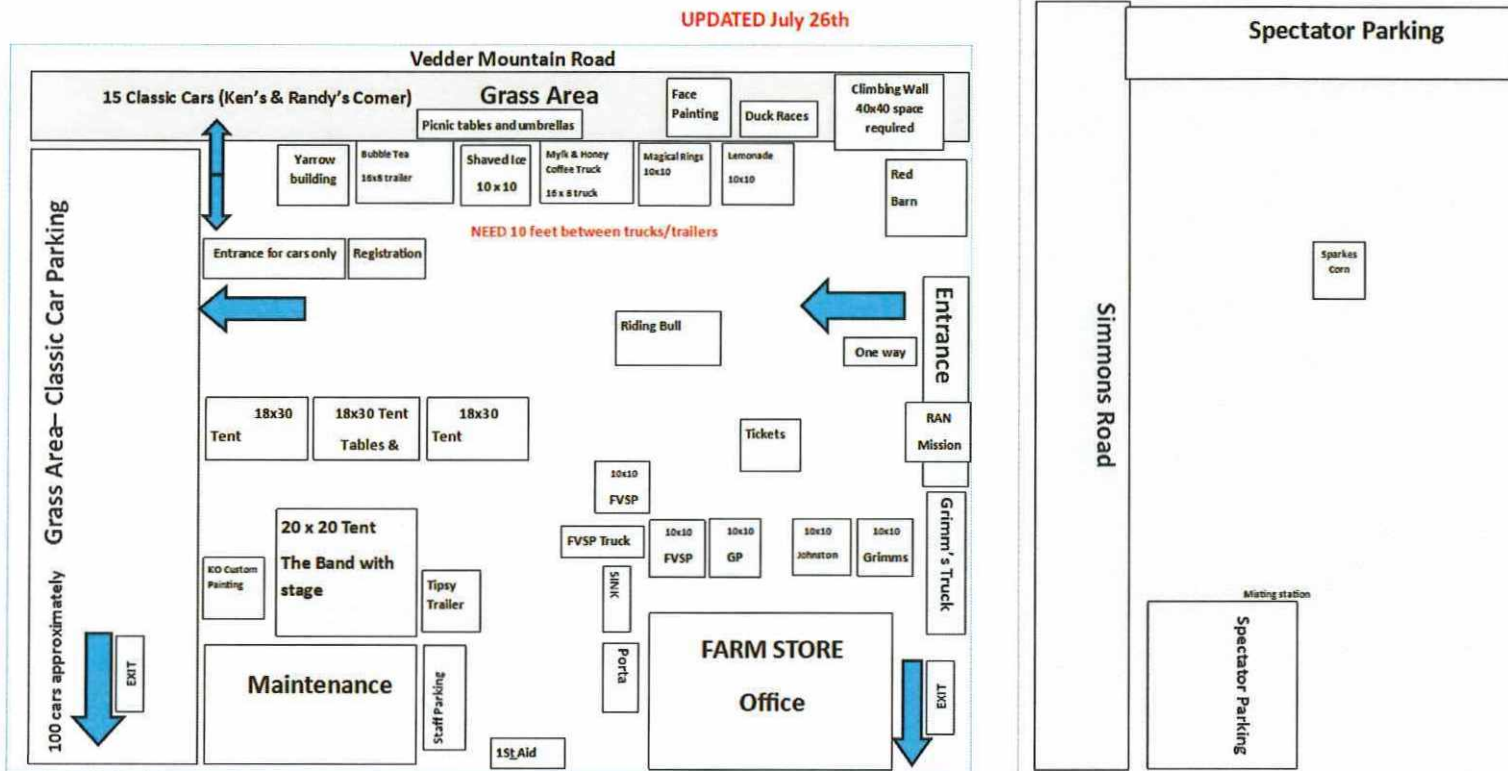 UPDATED July 26th
Vedder Mountain Road
15 Classic Cars (Ken's & Randy's Corner)
Grass Area
Picnic tables and umbrellas
Face
Painting
Duck Races
Climbing Wall
40x40 space
required
Yarrow
building
Bubble Tea
16x8 trailer
Shaved Ice
10 x 10
Mylk & Honey
Coffee Truck
16 x 8 truck
Magical Rings
10x10
Lemonade
10x10
Red
Barn
NEED 10 feet between trucks/trailers
Entrance for cars only
Registration
Riding Bull
Entrance
One way
18x30
Tent
18x30 Tent
Tables &
18x30
Tent
Tickets
RAN
Mission
10x10
FVSP
20 x 20 Tent
The Band with
stage
FVSP Truck
10x10
FVSP
10x10
GP
10x10
Johnston
10x10
Grimms
Grimm's Truck
KO Custom
Painting
Tipsy
Trailer
SINK
Maintenance
Staff Parking
Porta
FARM STORE
Office
EXIT
1St Aid
100 cars approximately Grass Area– Classic Car Parking
EXIT
Spectator Parking
Simmons Road
Sparkes
Corn
Misting station
Spectator Parking